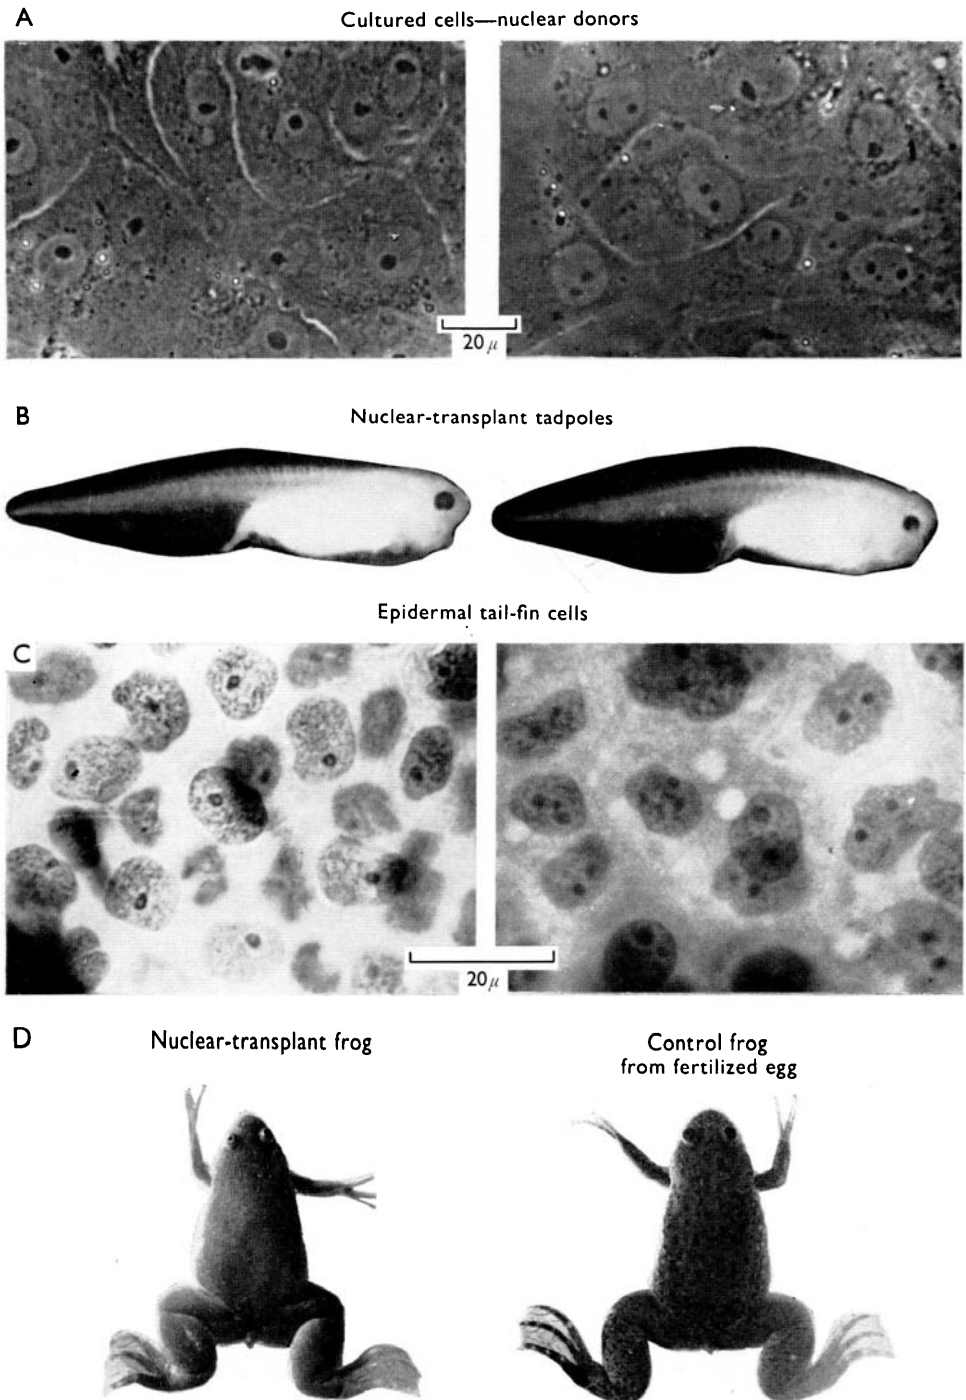 A
Cultured cells—nuclear donors
20 μ
B
Nuclear-transplant tadpoles
Epidermal tail-fin cells
C
20 μ
D
Nuclear-transplant frog
Control frog
from fertilized egg